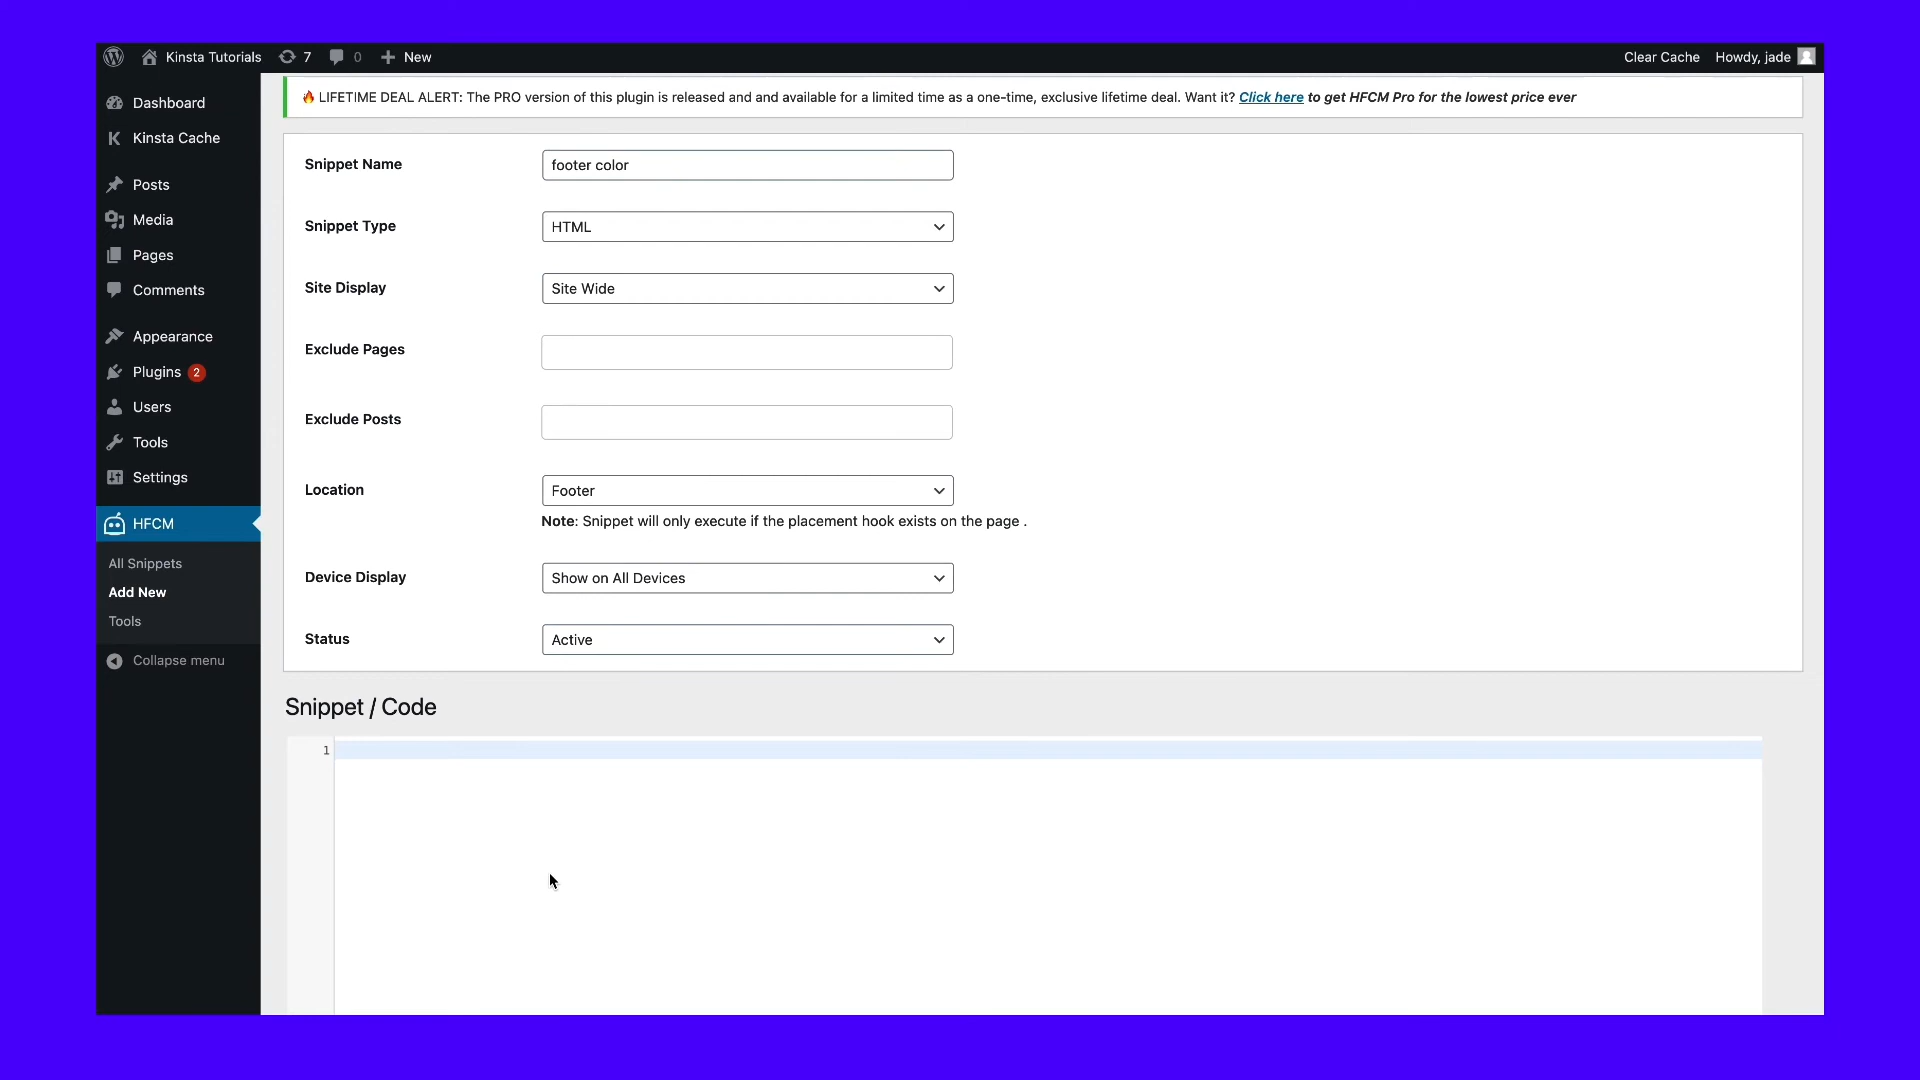 Kinsta Tutorials 7 0 New Clear Cache Howdy, jade
Dashboard
Kinsta Cache
Posts
Media
Pages
Comments
Appearance
Plugins 2
Users
Tools
Settings
HFCM
All Snippets
Add New
Tools
Collapse menu
🔥 LIFETIME DEAL ALERT: The PRO version of this plugin is released and and available for a limited time as a one-time, exclusive lifetime deal. Want it? Click here to get HFCM Pro for the lowest price ever
Snippet Name footer color
Snippet Type HTML
Site Display Site Wide
Exclude Pages
Exclude Posts
Location Footer
Note: Snippet will only execute if the placement hook exists on the page .
Device Display Show on All Devices
Status Active
Snippet / Code
1